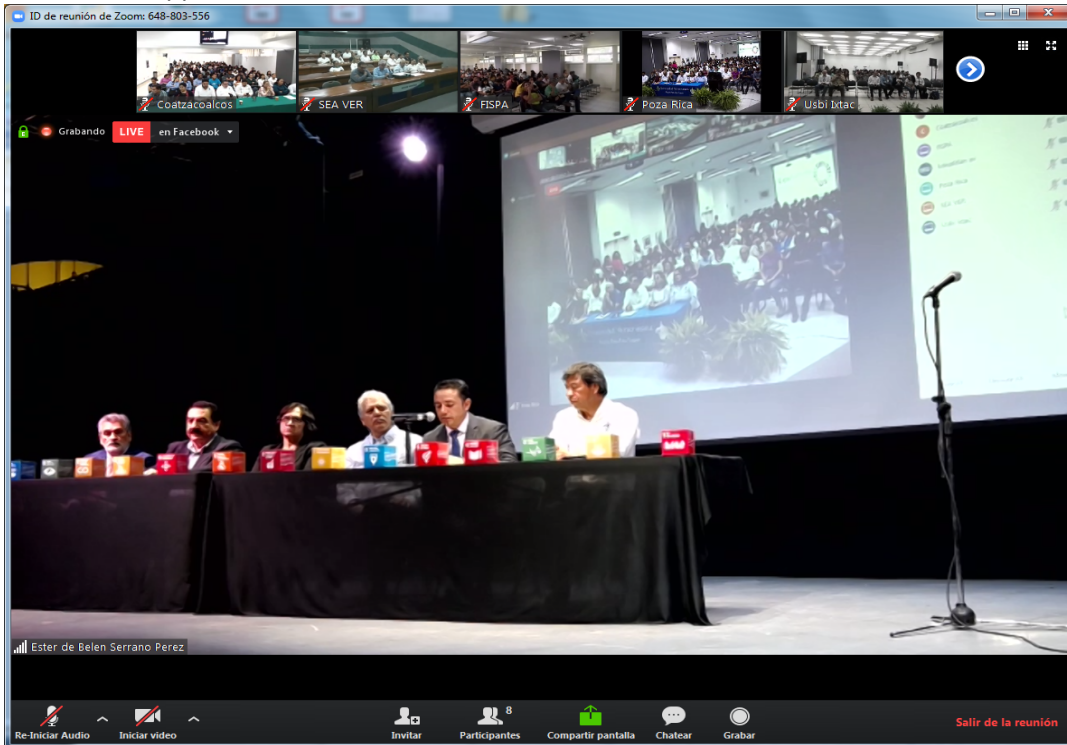 ID de reunión de Zoom: 648-803-556
Coatzacoalcos
SEA VER
FISPA
Poza Rica
Usbi Ixtac
Grabando
LIVE
en Facebook
Ester de Belen Serrano Perez
Re-Iniciar Audio
Iniciar video
Invitar
8
Participantes
Compartir pantalla
Chatear
Grabar
Salir de la reunión